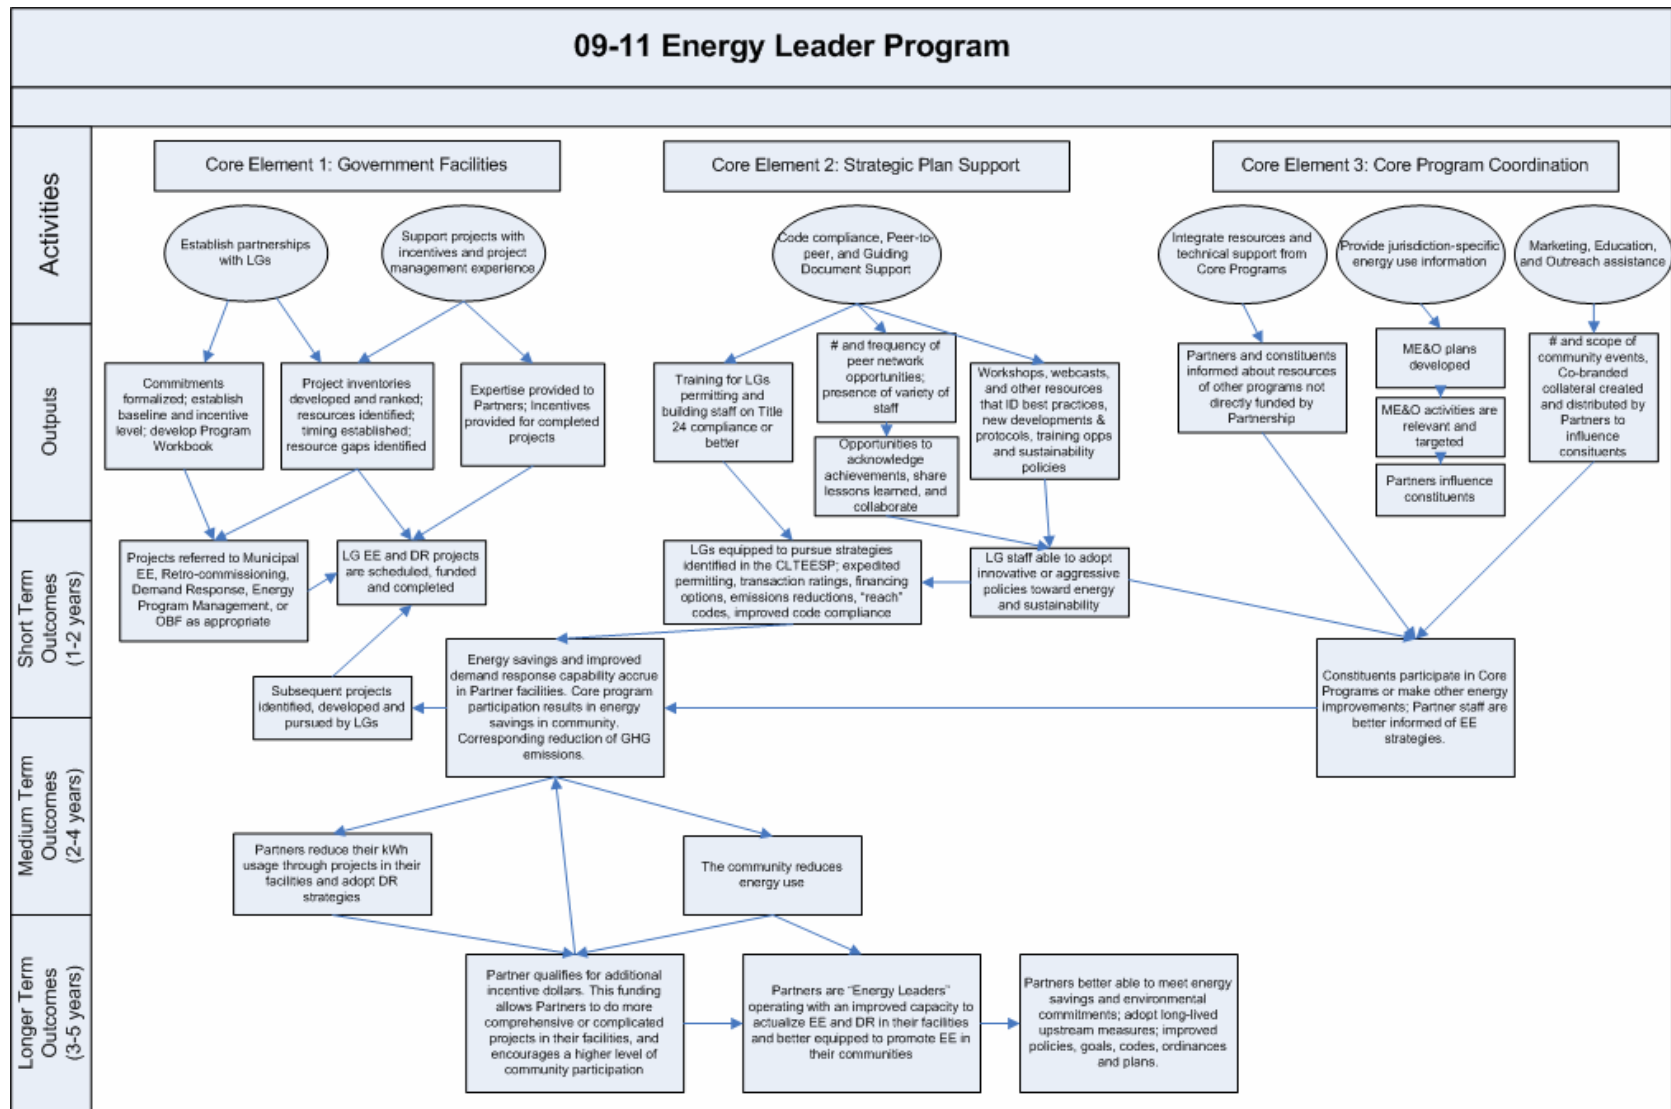 09-11 Energy Leader Program
Activities
Core Element 1: Government Facilities
Core Element 2: Strategic Plan Support
Core Element 3: Core Program Coordination
Establish partnerships
with LGs
Support projects with
incentives and project
management experience
Code compliance, Peer-to-
peer, and Guiding
Document Support
Integrate resources and
technical support from
Core Programs
Provide jurisdiction-specific
energy use information
Marketing, Education,
and Outreach assistance
Outputs
Commitments
formalized; establish
baseline and incentive
level; develop Program
Workbook
Project inventories
developed and ranked;
resources identified;
timing established;
resource gaps identified
Expertise provided to
Partners; Incentives
provided for completed
projects
Training for LGs
permitting and
building staff on Title
24 compliance or
better
# and frequency of
peer network
opportunities;
presence of variety of
staff
Opportunities to
acknowledge
achievements, share
lessons learned, and
collaborate
Workshops, webcasts,
and other resources
that ID best practices,
new developments &
protocols, training opps
and sustainability
policies
Partners and constituents
informed about resources
of other programs not
directly funded by
Partnership
ME&O plans
developed
ME&O activities are
relevant and
targeted
Partners influence
constituents
# and scope of
community events,
Co-branded
collateral created
and distributed by
Partners to
influence
consituents
Short Term
Outcomes
(1-2 years)
Projects referred to Municipal
EE, Retro-commissioning,
Demand Response, Energy
Program Management, or
OBF as appropriate
LG EE and DR projects
are scheduled, funded
and completed
LGs equipped to pursue strategies
identified in the CLTEESP; expedited
permitting, transaction ratings, financing
options, emissions reductions, “reach”
codes, improved code compliance
LG staff able to adopt
innovative or aggressive
policies toward energy
and sustainability
Subsequent projects
identified, developed and
pursued by LGs
Energy savings and improved
demand response capability accrue
in Partner facilities. Core program
participation results in energy
savings in community.
Corresponding reduction of GHG
emissions.
Constituents participate in Core
Programs or make other energy
improvements; Partner staff are
better informed of EE
strategies.
Medium Term
Outcomes
(2-4 years)
Partners reduce their kWh
usage through projects in their
facilities and adopt DR
strategies
The community reduces
energy use
Longer Term
Outcomes
(3-5 years)
Partner qualifies for additional
incentive dollars. This funding
allows Partners to do more
comprehensive or complicated
projects in their facilities, and
encourages a higher level of
community participation
Partners are “Energy Leaders”
operating with an improved capacity to
actualize EE and DR in their facilities
and better equipped to promote EE in
their communities
Partners better able to meet energy
savings and environmental
commitments; adopt long-lived
upstream measures; improved
policies, goals, codes, ordinances
and plans.